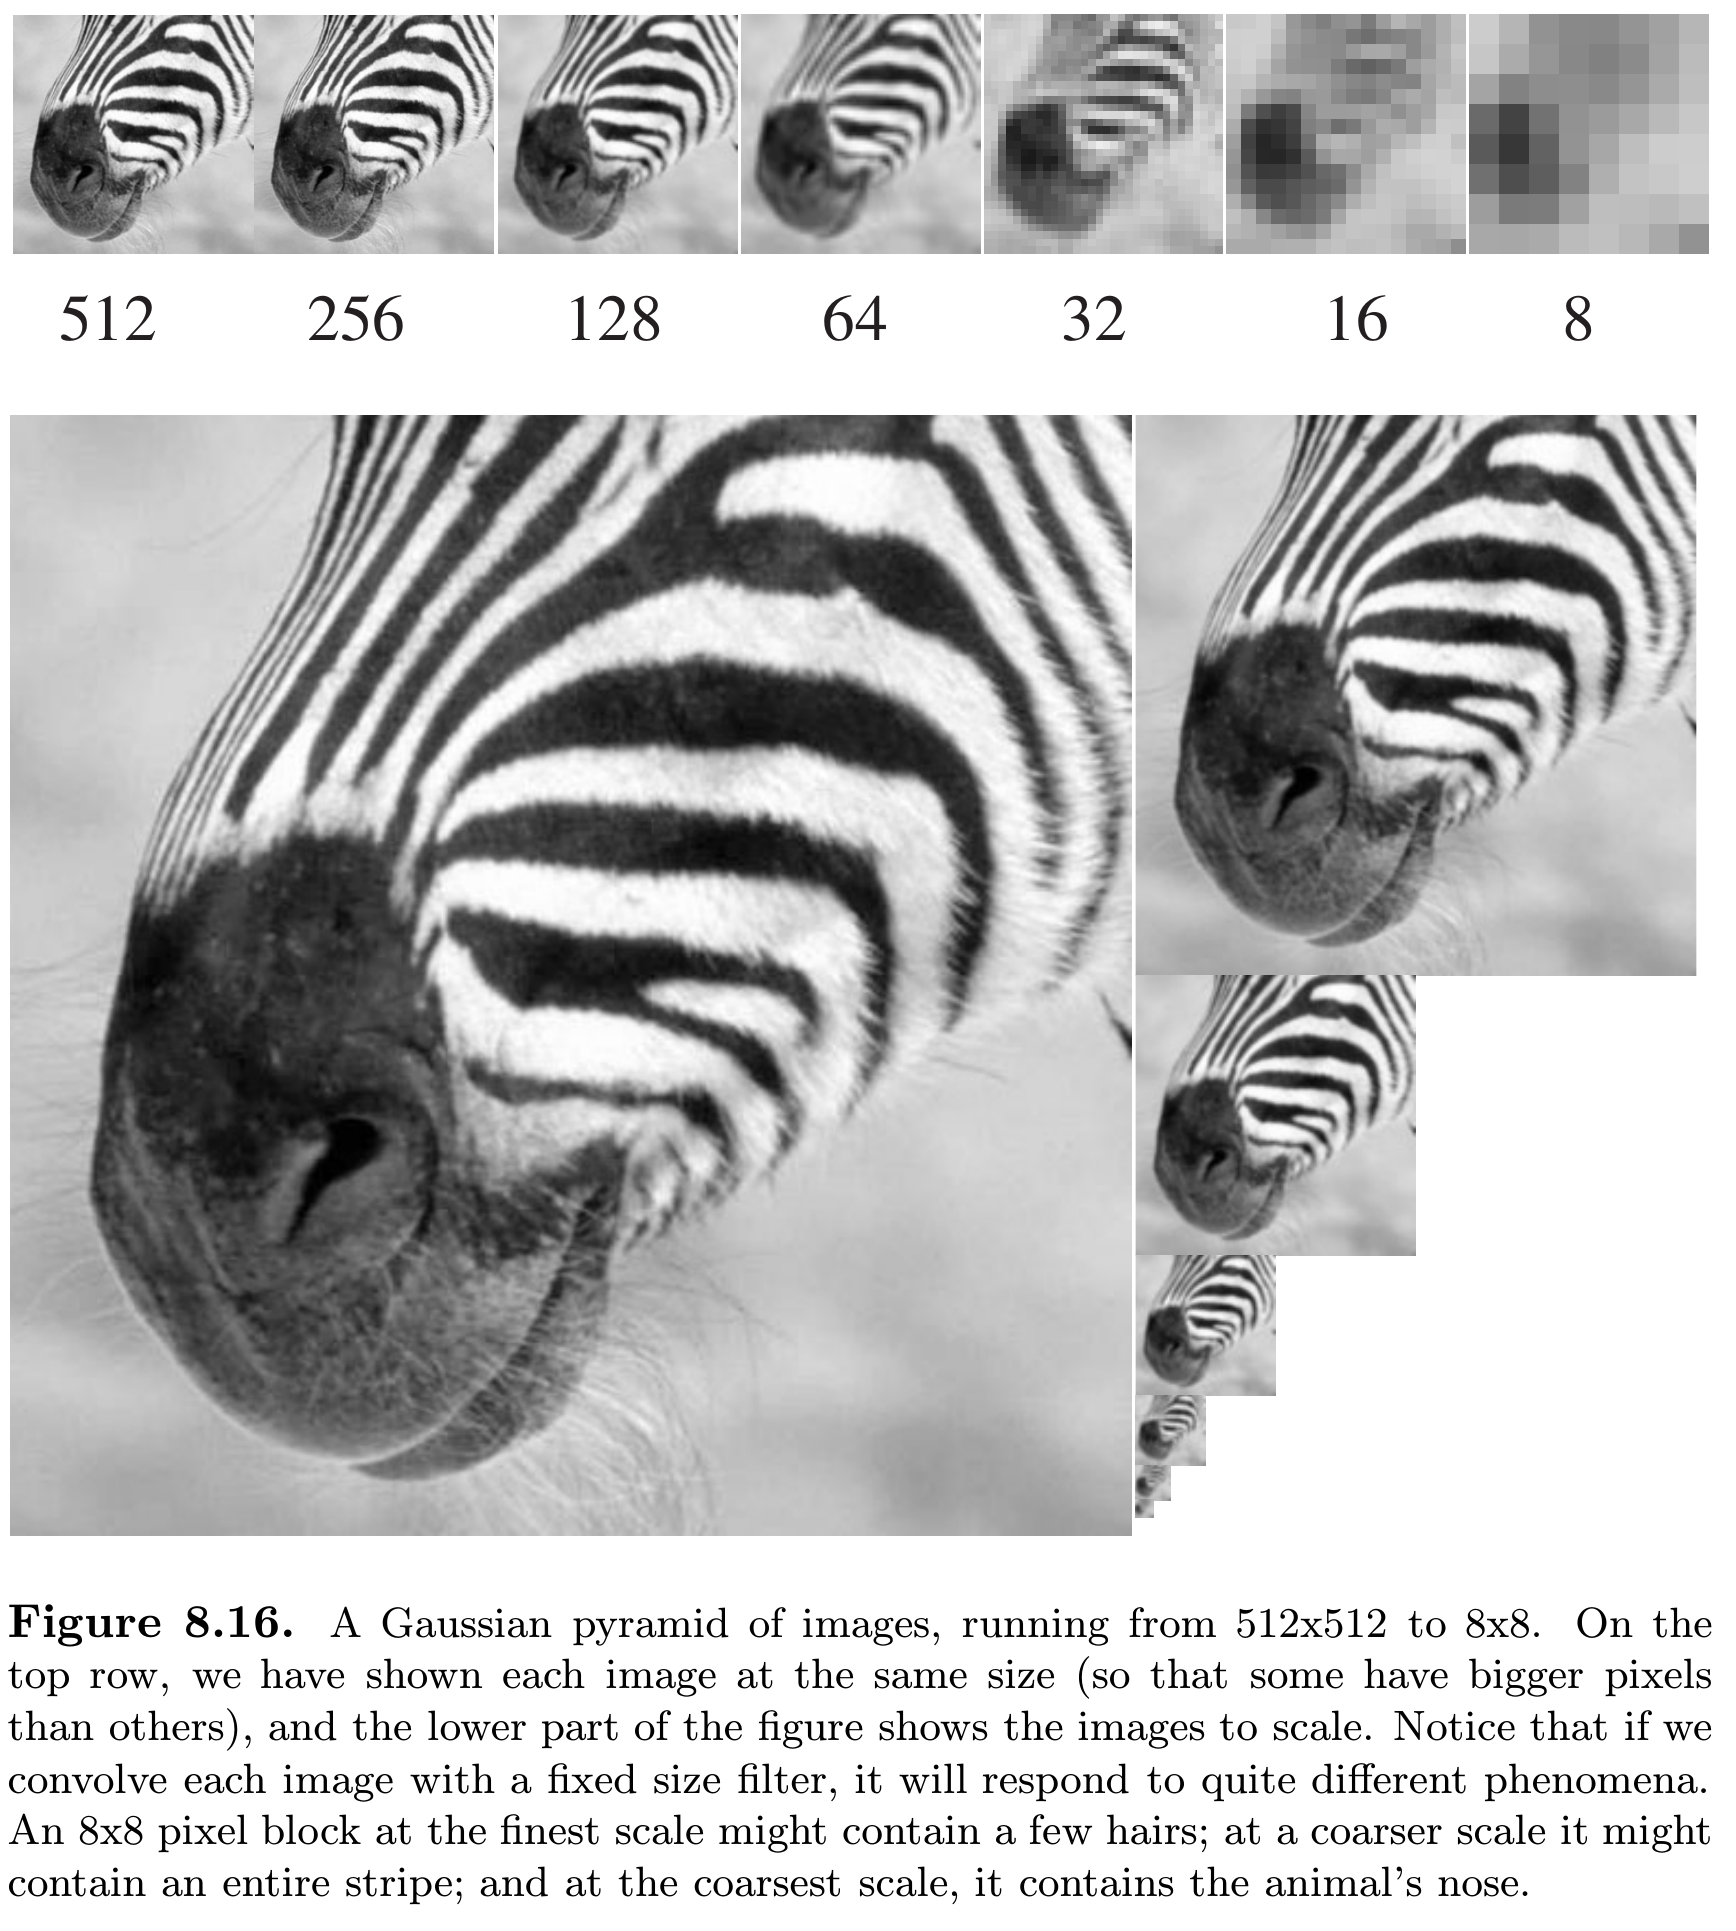 512 256 128 64 32 16 8
Figure 8.16. A Gaussian pyramid of images, running from 512x512 to 8x8. On the
top row, we have shown each image at the same size (so that some have bigger pixels
than others), and the lower part of the figure shows the images to scale. Notice that if we
convolve each image with a fixed size filter, it will respond to quite different phenomena.
An 8x8 pixel block at the finest scale might contain a few hairs; at a coarser scale it might
contain an entire stripe; and at the coarsest scale, it contains the animal's nose.